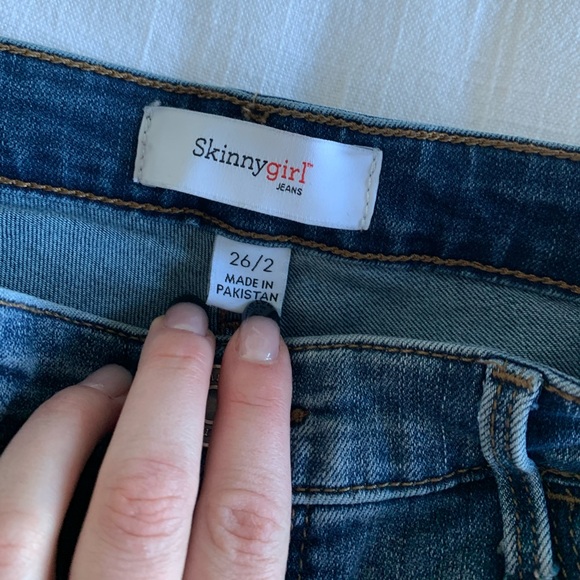 Skinnygirl™
JEANS
26/2
MADE IN
PAKISTAN